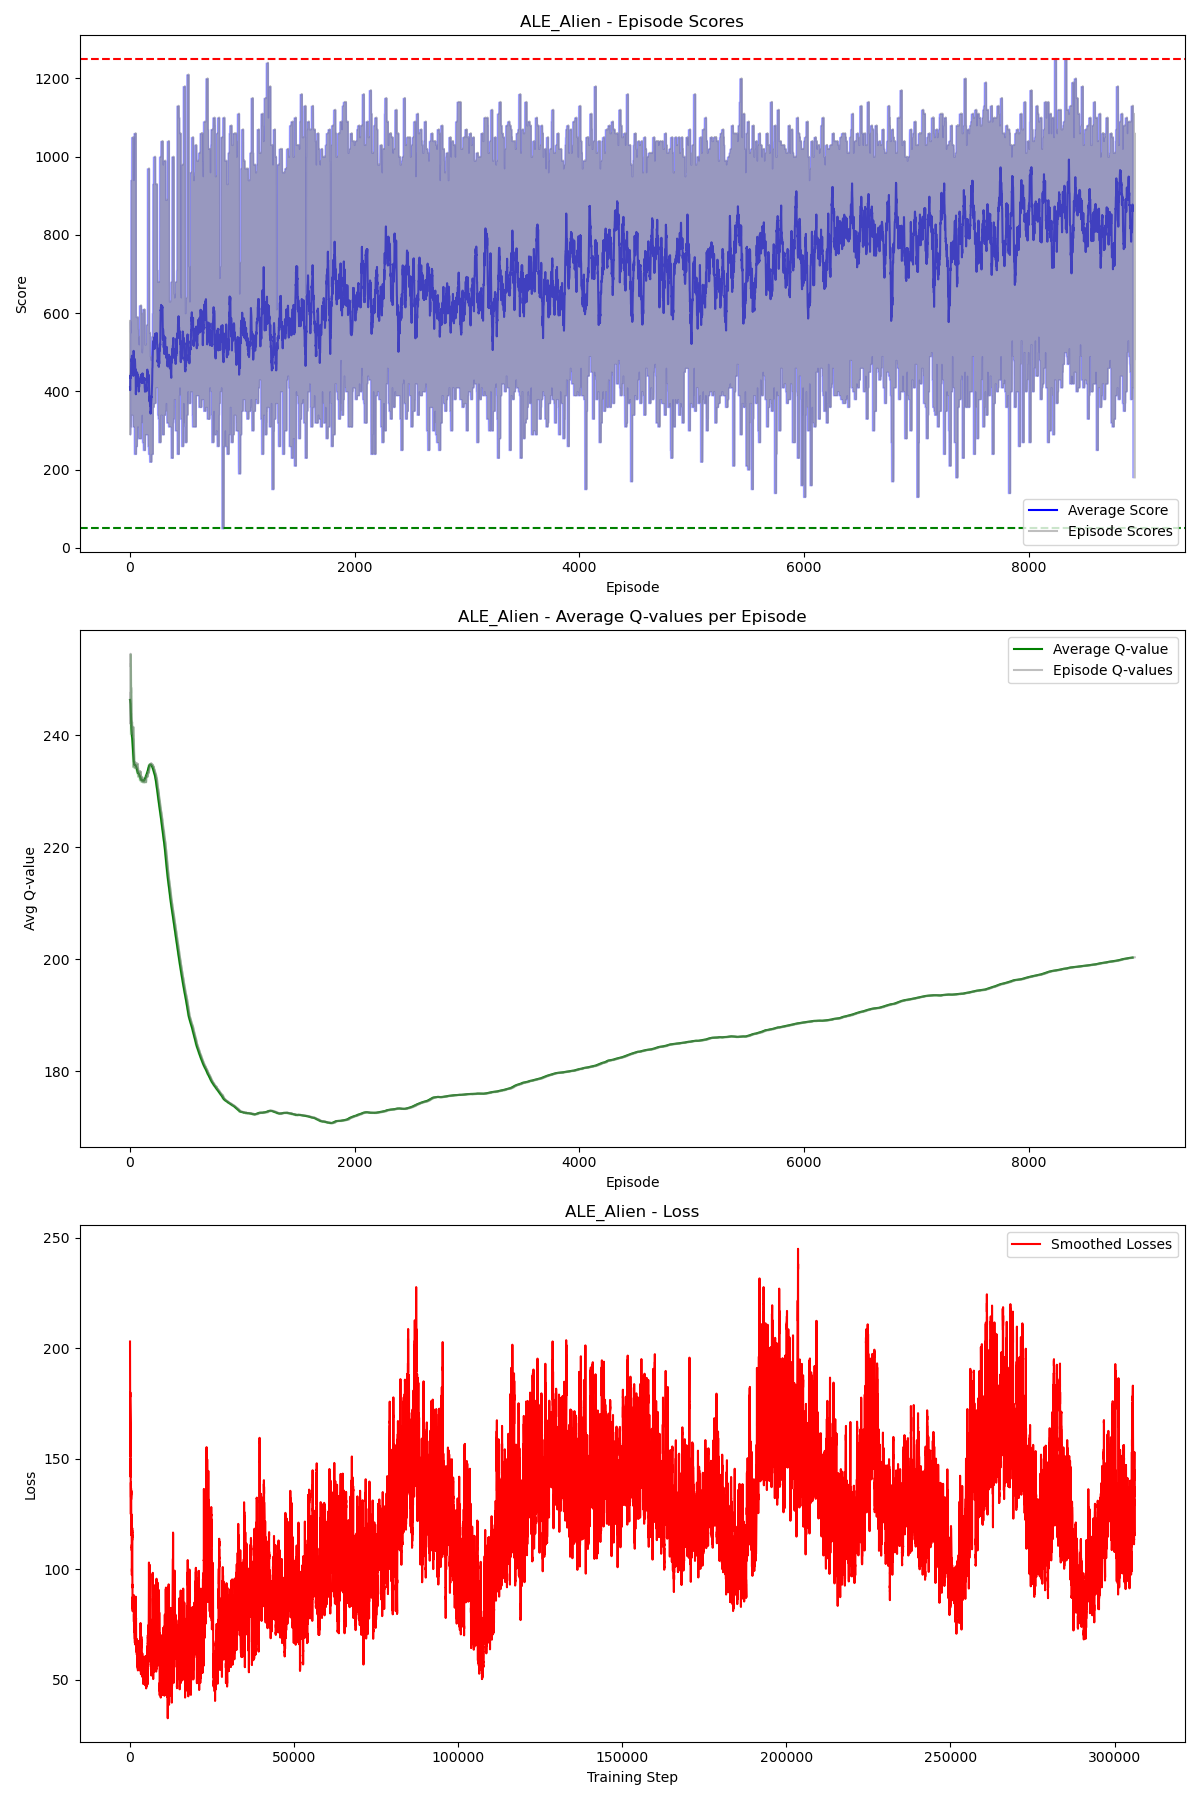 ALE_Alien - Episode Scores
Score
1200
1000
800
600
400
200
0
Average Score
Episode Scores
0 2000 4000 6000 8000
Episode
ALE_Alien - Average Q-values per Episode
Avg Q-value
240
220
200
180
Average Q-value
Episode Q-values
0 2000 4000 6000 8000
Episode
ALE_Alien - Loss
Loss
250
200
150
100
50
Smoothed Losses
0 50000 100000 150000 200000 250000 300000
Training Step